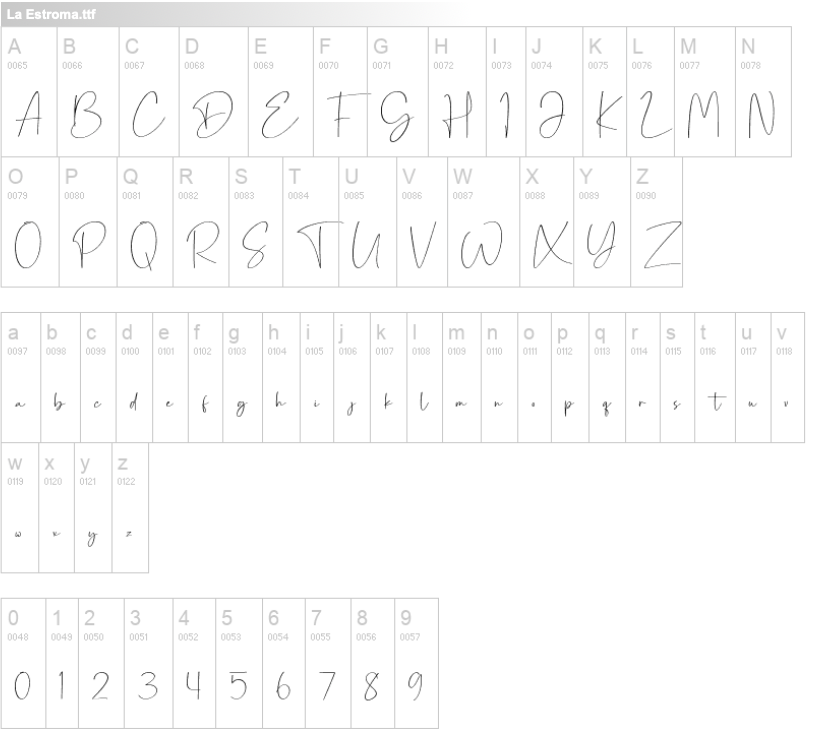 La Estroma.ttf
A B C D E F G H I J K L M N
0065 0066 0067 0068 0069 0070 0071 0072 0073 0074 0075 0076 0077 0078
A B C D E F G H I J K L M N
O P Q R S T U V W X Y Z
0079 0080 0081 0082 0083 0084 0085 0086 0087 0088 0089 0090
O P Q R S T U V W X Y Z
a b c d e f g h i j k l m n o p q r s t u v
0097 0098 0099 0100 0101 0102 0103 0104 0105 0106 0107 0108 0109 0110 0111 0112 0113 0114 0115 0116 0117 0118
a b c d e f g h i j k l m n o p q r s t u v
w x y z
0119 0120 0121 0122
w x y z
0 1 2 3 4 5 6 7 8 9
0048 0049 0050 0051 0052 0053 0054 0055 0056 0057
0 1 2 3 4 5 6 7 8 9